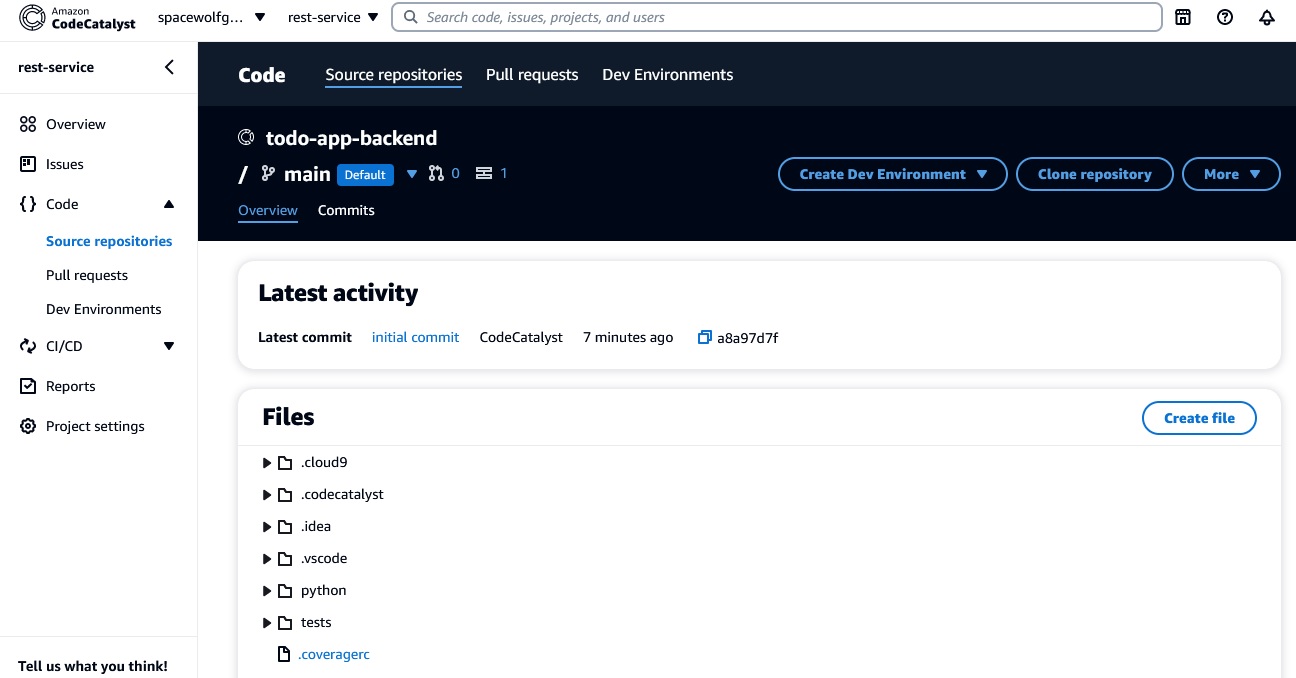 Amazon
CodeCatalyst
spacewolfg...
rest-service
Search code, issues, projects, and users
rest-service
Overview
Issues
Code
Source repositories
Pull requests
Dev Environments
CI/CD
Reports
Project settings
Tell us what you think!
Code
Source repositories
Pull requests
Dev Environments
todo-app-backend
/ main Default 0 1
Create Dev Environment
Clone repository
More
Overview
Commits
Latest activity
Latest commit initial commit CodeCatalyst 7 minutes ago a8a97d7f
Files
Create file
.cloud9
.codecatalyst
.idea
.vscode
python
tests
.coveragerc